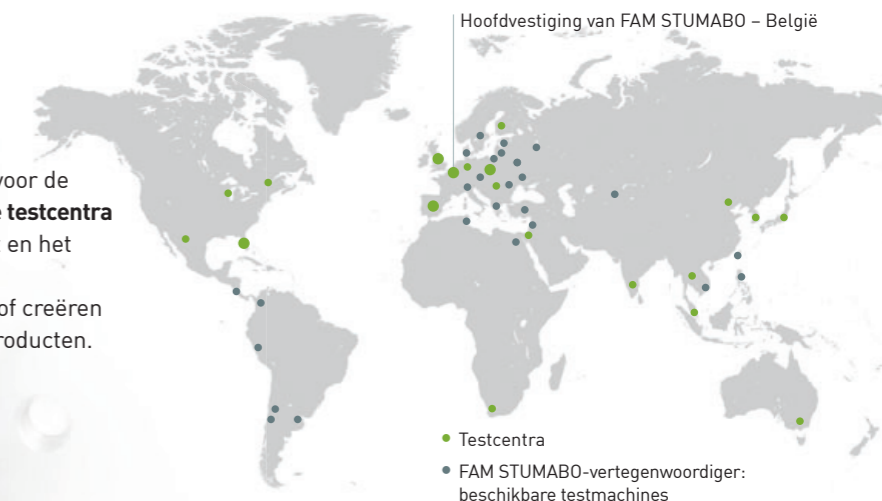 Hoofdvestiging van FAM STUMABO – België
voor de
testcentra
en het
of creëren
roducten.
Testcentra
FAM STUMABO-vertegenwoordiger:
beschikbare testmachines